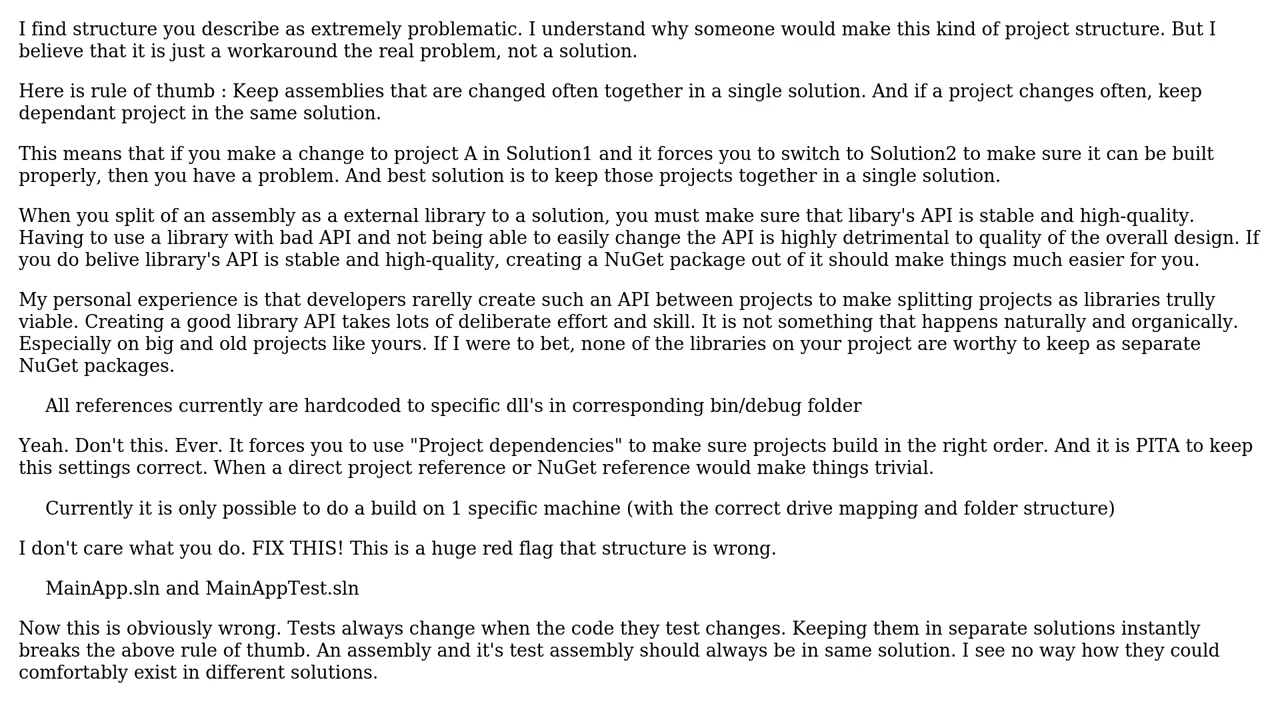 I find structure you describe as extremely problematic. I understand why someone would make this kind of project structure. But I
believe that it is just a workaround the real problem, not a solution.
Here is rule of thumb : Keep assemblies that are changed often together in a single solution. And if a project changes often, keep
dependant project in the same solution.
This means that if you make a change to project A in Solution1 and it forces you to switch to Solution2 to make sure it can be built
properly, then you have a problem. And best solution is to keep those projects together in a single solution.
When you split of an assembly as a external library to a solution, you must make sure that libary's API is stable and high-quality.
Having to use a library with bad API and not being able to easily change the API is highly detrimental to quality of the overall design. If
you do belive library's API is stable and high-quality, creating a NuGet package out of it should make things much easier for you.
My personal experience is that developers rarelly create such an API between projects to make splitting projects as libraries trully
viable. Creating a good library API takes lots of deliberate effort and skill. It is not something that happens naturally and organically.
Especially on big and old projects like yours. If I were to bet, none of the libraries on your project are worthy to keep as separate
NuGet packages.
All references currently are hardcoded to specific dll's in corresponding bin/debug folder
Yeah. Don't this. Ever. It forces you to use "Project dependencies" to make sure projects build in the right order. And it is PITA to keep
this settings correct. When a direct project reference or NuGet reference would make things trivial.
Currently it is only possible to do a build on 1 specific machine (with the correct drive mapping and folder structure)
I don't care what you do. FIX THIS! This is a huge red flag that structure is wrong.
MainApp.sln and MainAppTest.sln
Now this is obviously wrong. Tests always change when the code they test changes. Keeping them in separate solutions instantly
breaks the above rule of thumb. An assembly and it's test assembly should always be in same solution. I see no way how they could
comfortably exist in different solutions.